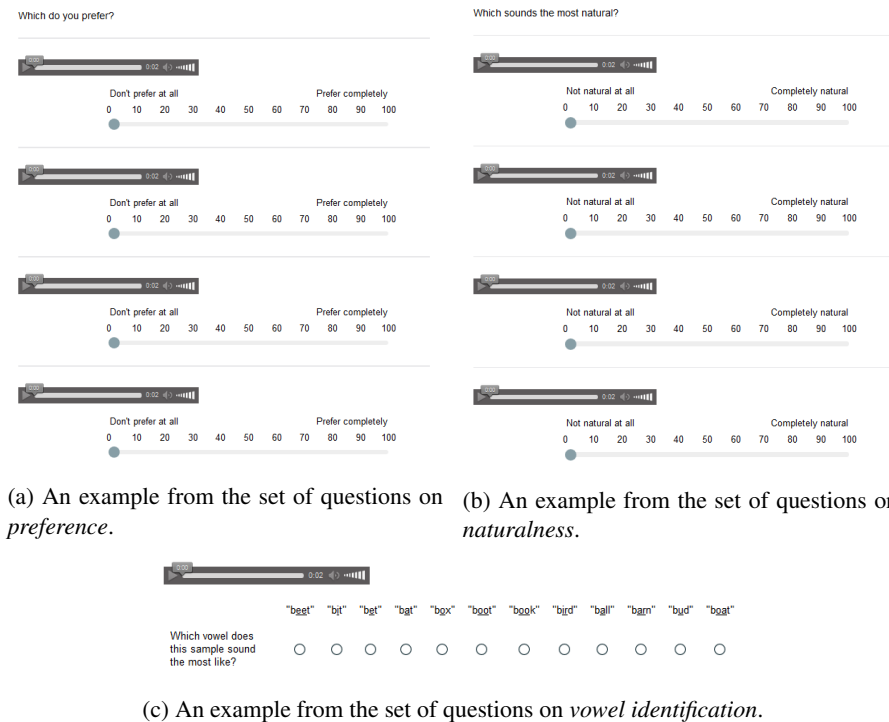 Which do you prefer?
0:00
0:02
Don't prefer at all Prefer completely
0 10 20 30 40 50 60 70 80 90 100
0:00
0:02
Don't prefer at all Prefer completely
0 10 20 30 40 50 60 70 80 90 100
0:00
0:02
Don't prefer at all Prefer completely
0 10 20 30 40 50 60 70 80 90 100
0:00
0:02
Don't prefer at all Prefer completely
0 10 20 30 40 50 60 70 80 90 100
(a) An example from the set of questions on
preference.
Which sounds the most natural?
0:00
0:02
Not natural at all Completely natural
0 10 20 30 40 50 60 70 80 90 100
0:00
0:02
Not natural at all Completely natural
0 10 20 30 40 50 60 70 80 90 100
0:00
0:02
Not natural at all Completely natural
0 10 20 30 40 50 60 70 80 90 100
0:00
0:02
Not natural at all Completely natural
0 10 20 30 40 50 60 70 80 90 100
(b) An example from the set of questions on
naturalness.
0:00
0:02
"beet" "bit" "bet" "bat" "box" "boot" "book" "bird" "ball" "barn" "bud" "boat"
Which vowel does
this sample sound
the most like?
(c) An example from the set of questions on vowel identification.